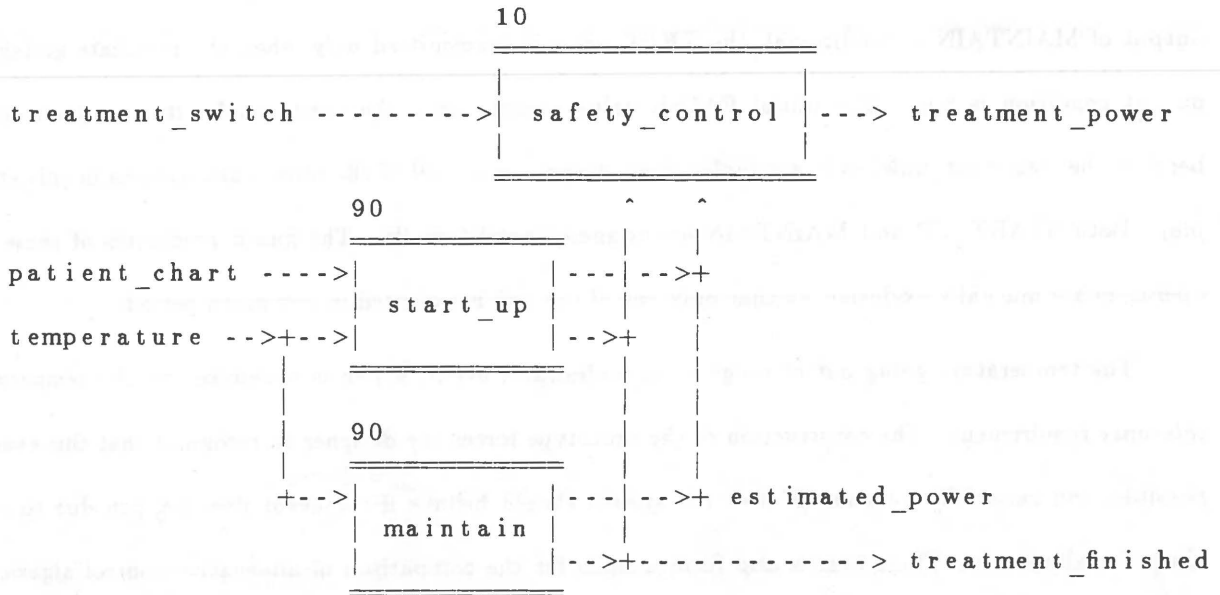 10
treatment_switch ----------> safety_control ---> treatment_power
90
patient_chart ---->
start_up
temperature -->+-->
90
estimated_power
maintain
treatment_finished